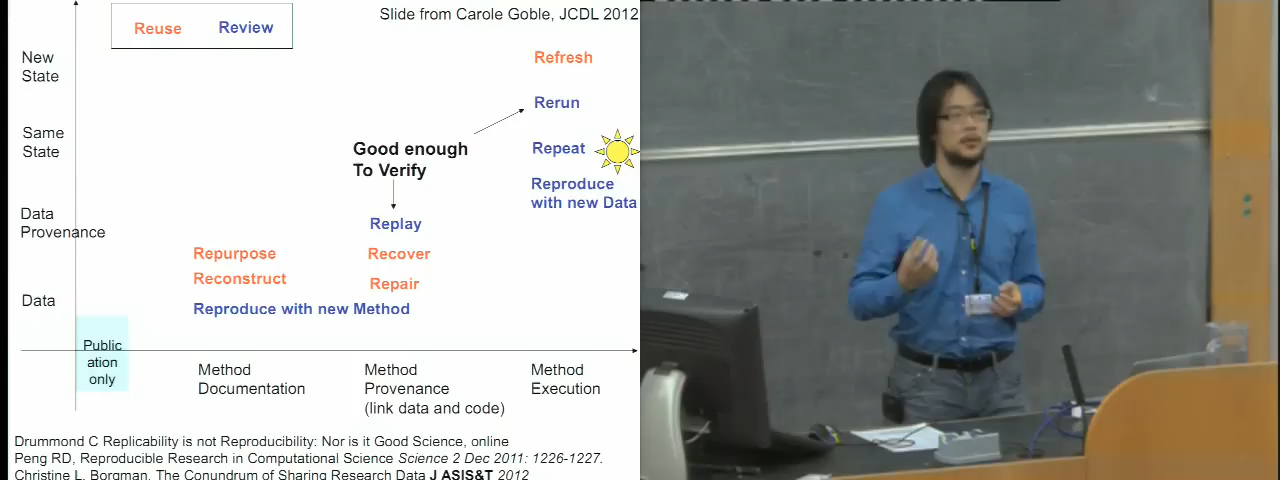 Slide from Carole Goble, JCDL 2012
Reuse Review
New
State
Refresh
Rerun
Same
State
Good enough
To Verify
Repeat
Reproduce
with new Data
Data
Provenance
Replay
Repurpose
Recover
Reconstruct
Repair
Data
Reproduce with new Method
Public
ation
only
Method
Documentation
Method
Provenance
(link data and code)
Method
Execution
Drummond C Replicability is not Reproducibility: Nor is it Good Science, online
Peng RD, Reproducible Research in Computational Science Science 2 Dec 2011: 1226-1227.
Christine L. Borgman, The Conundrum of Sharing Research Data J ASIS&T 2012